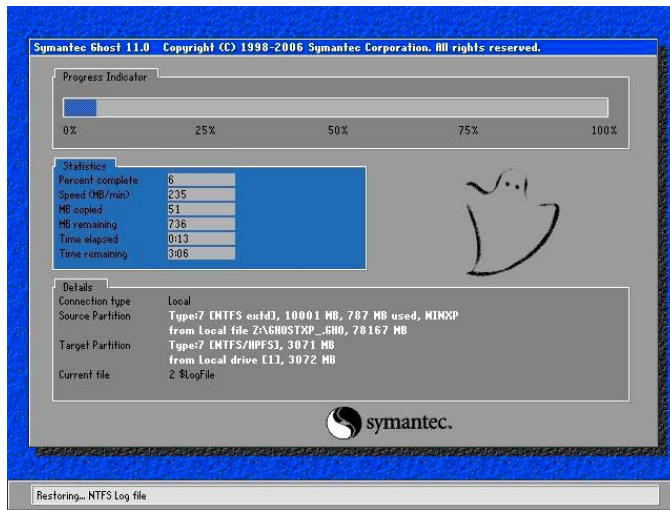 Symantec Ghost 11.0 Copyright (C) 1998-2006 Symantec Corporation. All rights reserved.
Progress Indicator
0% 25% 50% 75% 100%
Statistics
Percent complete 6
Speed (MB/min) 235
MB copied 51
MB remaining 736
Time elapsed 0:13
Time remaining 3:06
Details
Connection type Local
Source Partition Type:7 [NTFS extd], 10001 MB, 787 MB used, MINXP
from Local file Z:\GHOSTXP_.GHO, 78167 MB
Target Partition Type:7 [NTFS/HPFS], 3071 MB
from Local drive [1], 3072 MB
Current file 2 $LogFile
symantec.
Restoring... NTFS Log file